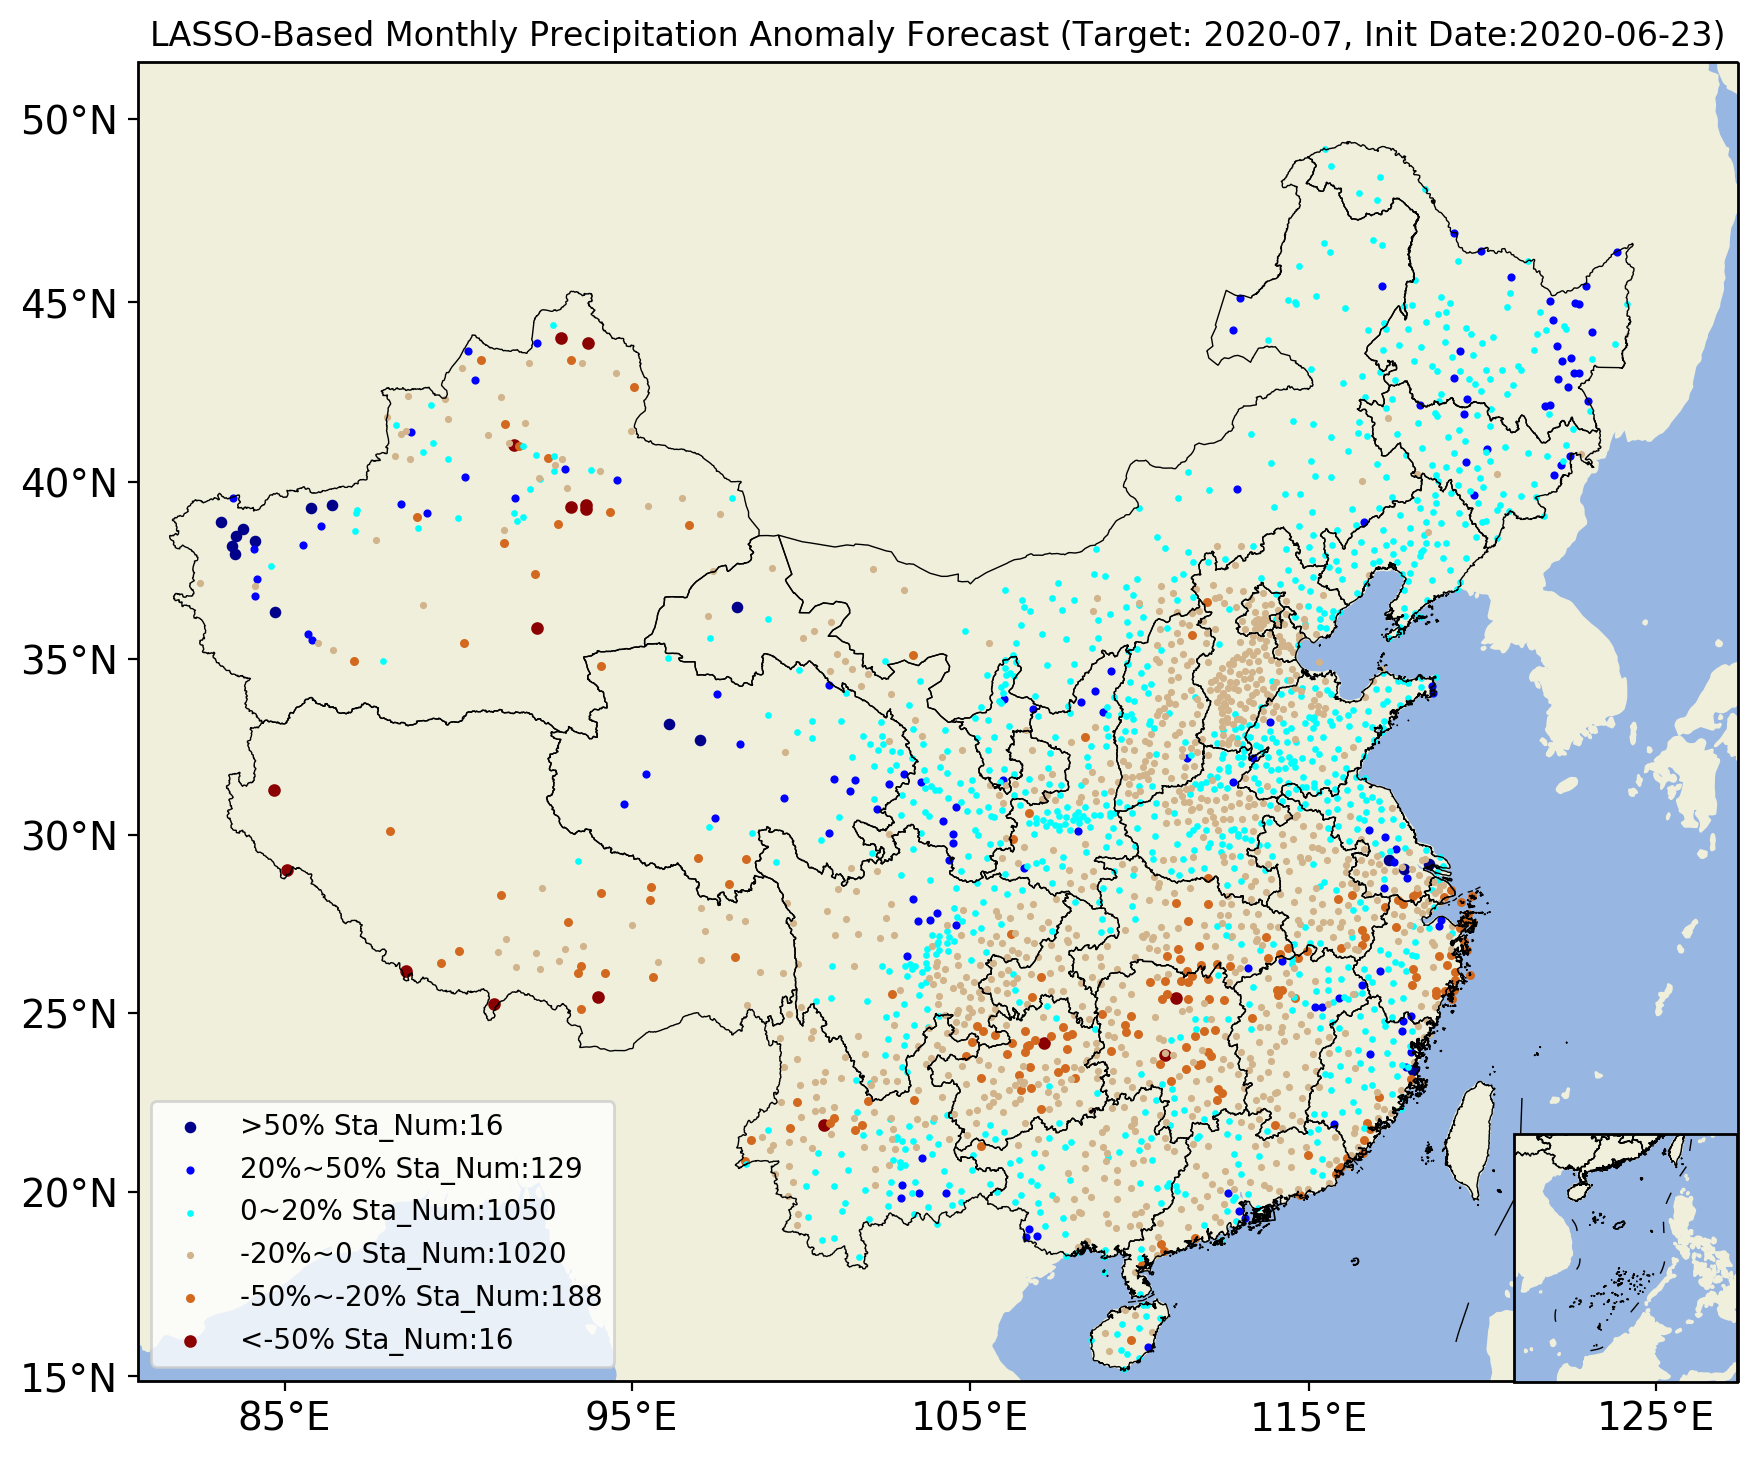 LASSO-Based Monthly Precipitation Anomaly Forecast (Target: 2020-07, Init Date:2020-06-23)
50°N
45°N
40°N
35°N
30°N
25°N
20°N
15°N
>50% Sta_Num:16
20%~50% Sta_Num:129
0~20% Sta_Num:1050
-20%~0 Sta_Num:1020
-50%~-20% Sta_Num:188
<-50% Sta_Num:16
85°E
95°E
105°E
115°E
125°E